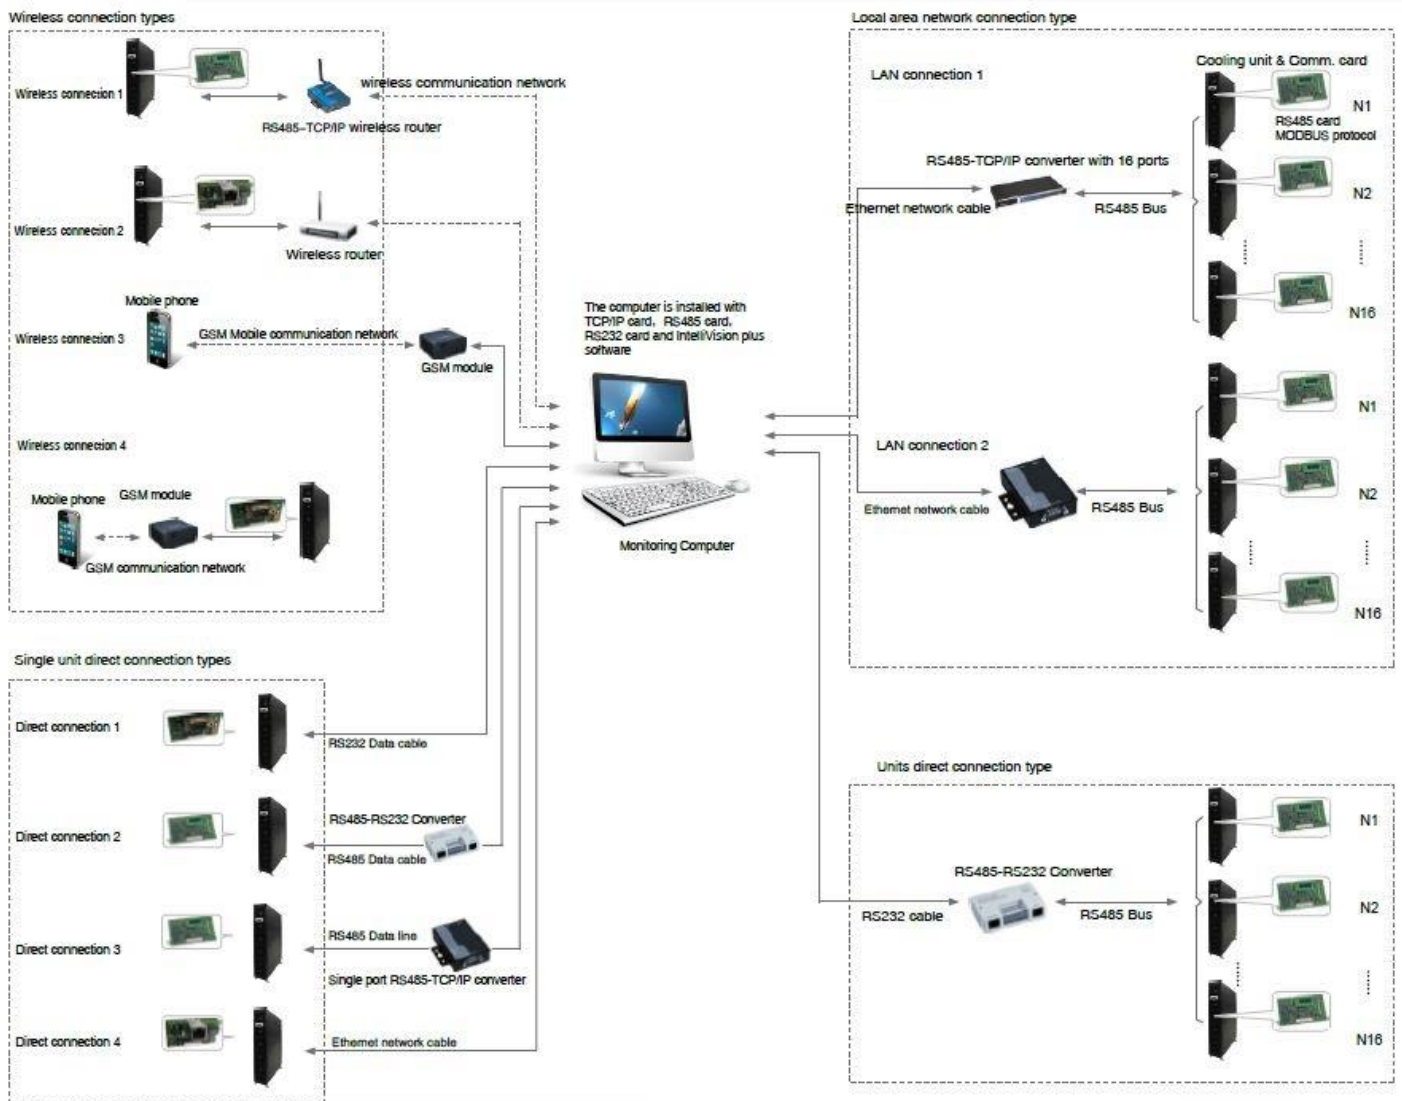 Wireless connection types
Wireless connection 1
wireless communication network
RS485-TCP/IP wireless router
Wireless connection 2
Wireless router
Mobile phone
Wireless connection 3
GSM Mobile communication network
GSM module
Wireless connection 4
Mobile phone
GSM module
GSM communication network
Single unit direct connection types
Direct connection 1
RS232 Data cable
Direct connection 2
RS485-RS232 Converter
RS485 Data cable
Direct connection 3
RS485 Data line
Single port RS485-TCP/IP converter
Direct connection 4
Ethernet network cable
The computer is installed with
TCP/IP card, RS485 card,
RS232 card and IntelliVision plus
software
Monitoring Computer
Local area network connection type
LAN connection 1
Cooling unit & Comm. card
N1
RS485 card
MODBUS protocol
RS485-TCP/IP converter with 16 ports
Ethernet network cable
RS485 Bus
N2
N16
LAN connection 2
Ethernet network cable
RS485 Bus
N1
N2
N16
Units direct connection type
RS485-RS232 Converter
RS232 cable
RS485 Bus
N1
N2
N16